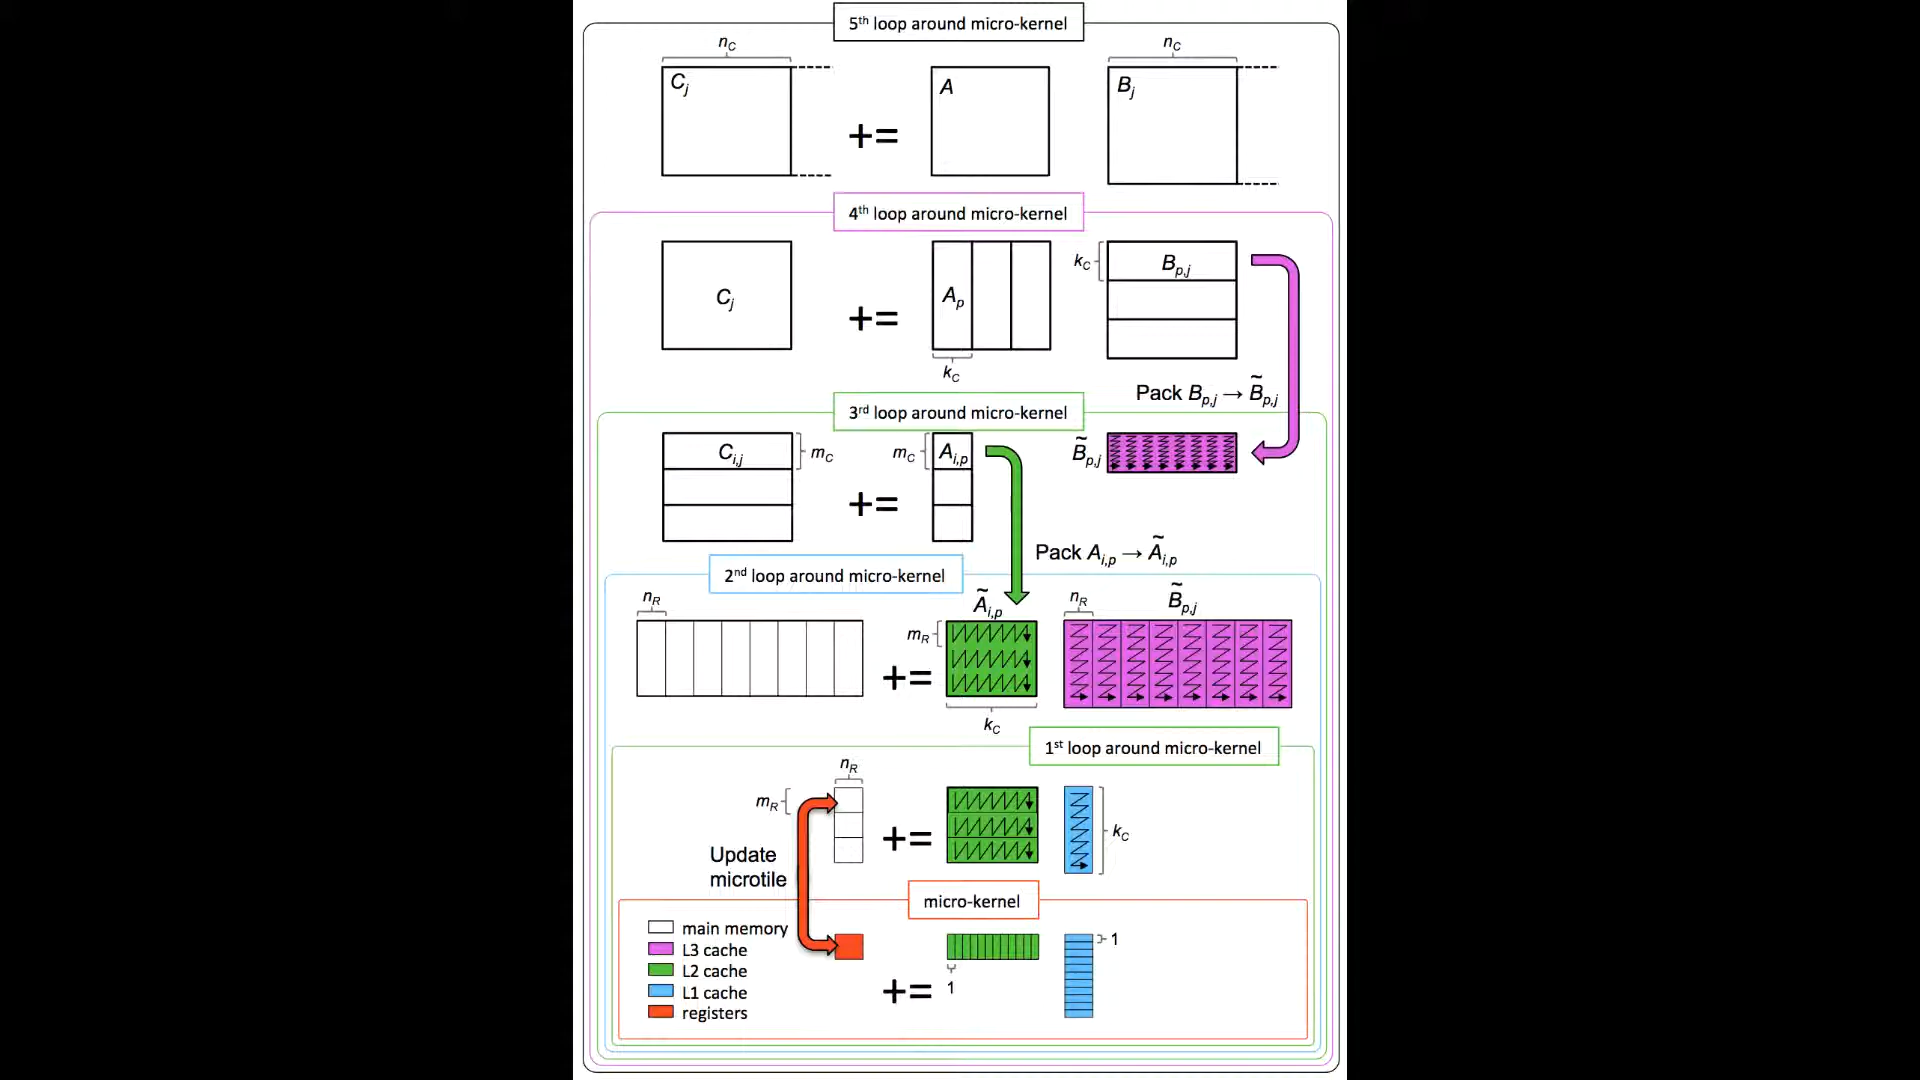 5th loop around micro-kernel
nC
nC
Cj
+=
A
Bj
4th loop around micro-kernel
Cj
+=
Ap
kC
kC
Bp,j
Pack Bp,j → B̃p,j
3rd loop around micro-kernel
Ci,j
mC
+=
mC
Ai,p
B̃p,j
Pack Ai,p → Ãi,p
2nd loop around micro-kernel
nR
+=
mR
Ãi,p
kC
nR
B̃p,j
1st loop around micro-kernel
nR
mR
+=
kC
Update
microtile
micro-kernel
main memory
L3 cache
L2 cache
L1 cache
registers
+=
1
1